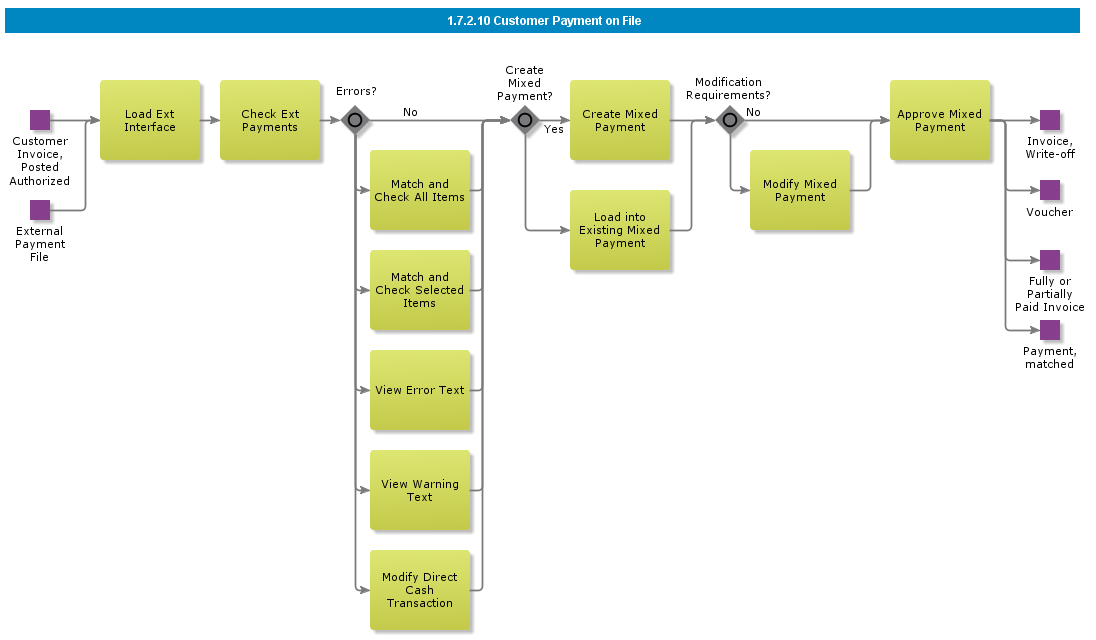 1.7.2.10 Customer Payment on File
Customer
Invoice,
Posted
Authorized
External
Payment
File
Load Ext
Interface
Check Ext
Payments
Errors?
No
Match and
Check All Items
Match and
Check Selected
Items
View Error Text
View Warning
Text
Modify Direct
Cash
Transaction
Create
Mixed
Payment?
Yes
Create Mixed
Payment
Load into
Existing Mixed
Payment
Modification
Requirements?
No
Modify Mixed
Payment
Approve Mixed
Payment
Invoice,
Write-off
Voucher
Fully or
Partially
Paid Invoice
Payment,
matched